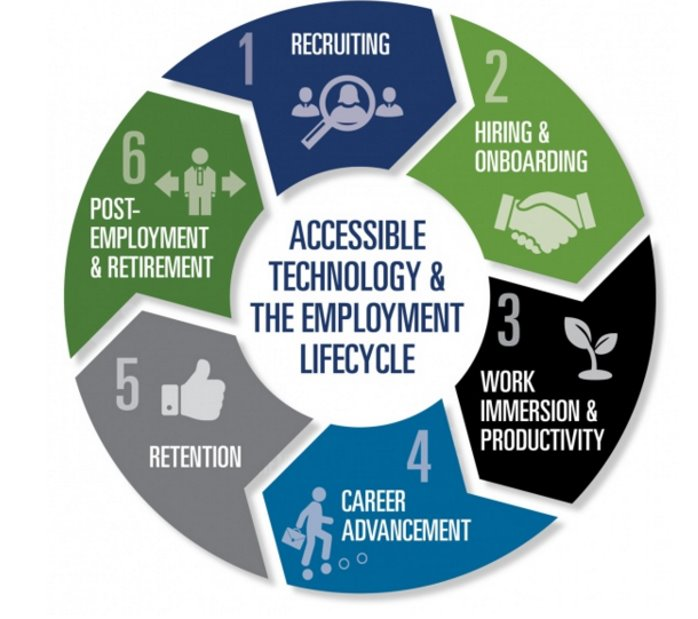 1
RECRUITING
2
HIRING &
ONBOARDING
3
WORK
IMMERSION &
PRODUCTIVITY
4
CAREER
ADVANCEMENT
5
RETENTION
6
POST-
EMPLOYMENT
& RETIREMENT
ACCESSIBLE
TECHNOLOGY &
THE EMPLOYMENT
LIFECYCLE